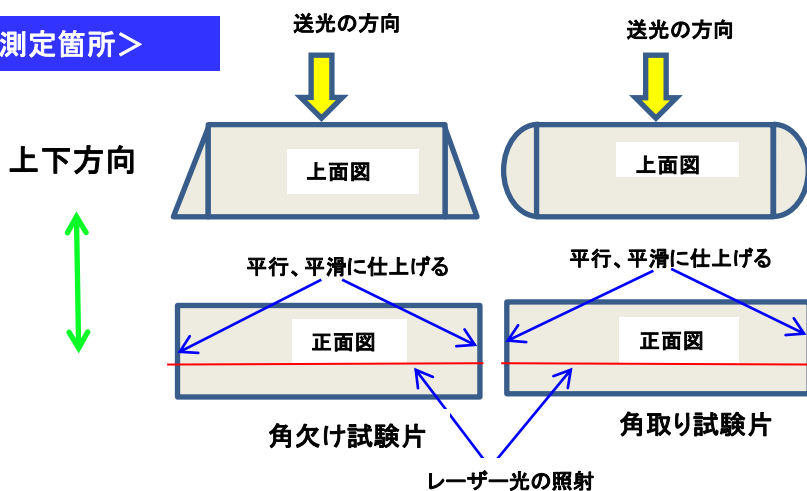 測定箇所＞
送光の方向
送光の方向
上下方向
上面図
上面図
平行、平滑に仕上げる
平行、平滑に仕上げる
正面図
正面図
角欠け試験片
角取り試験片
レーザー光の照射